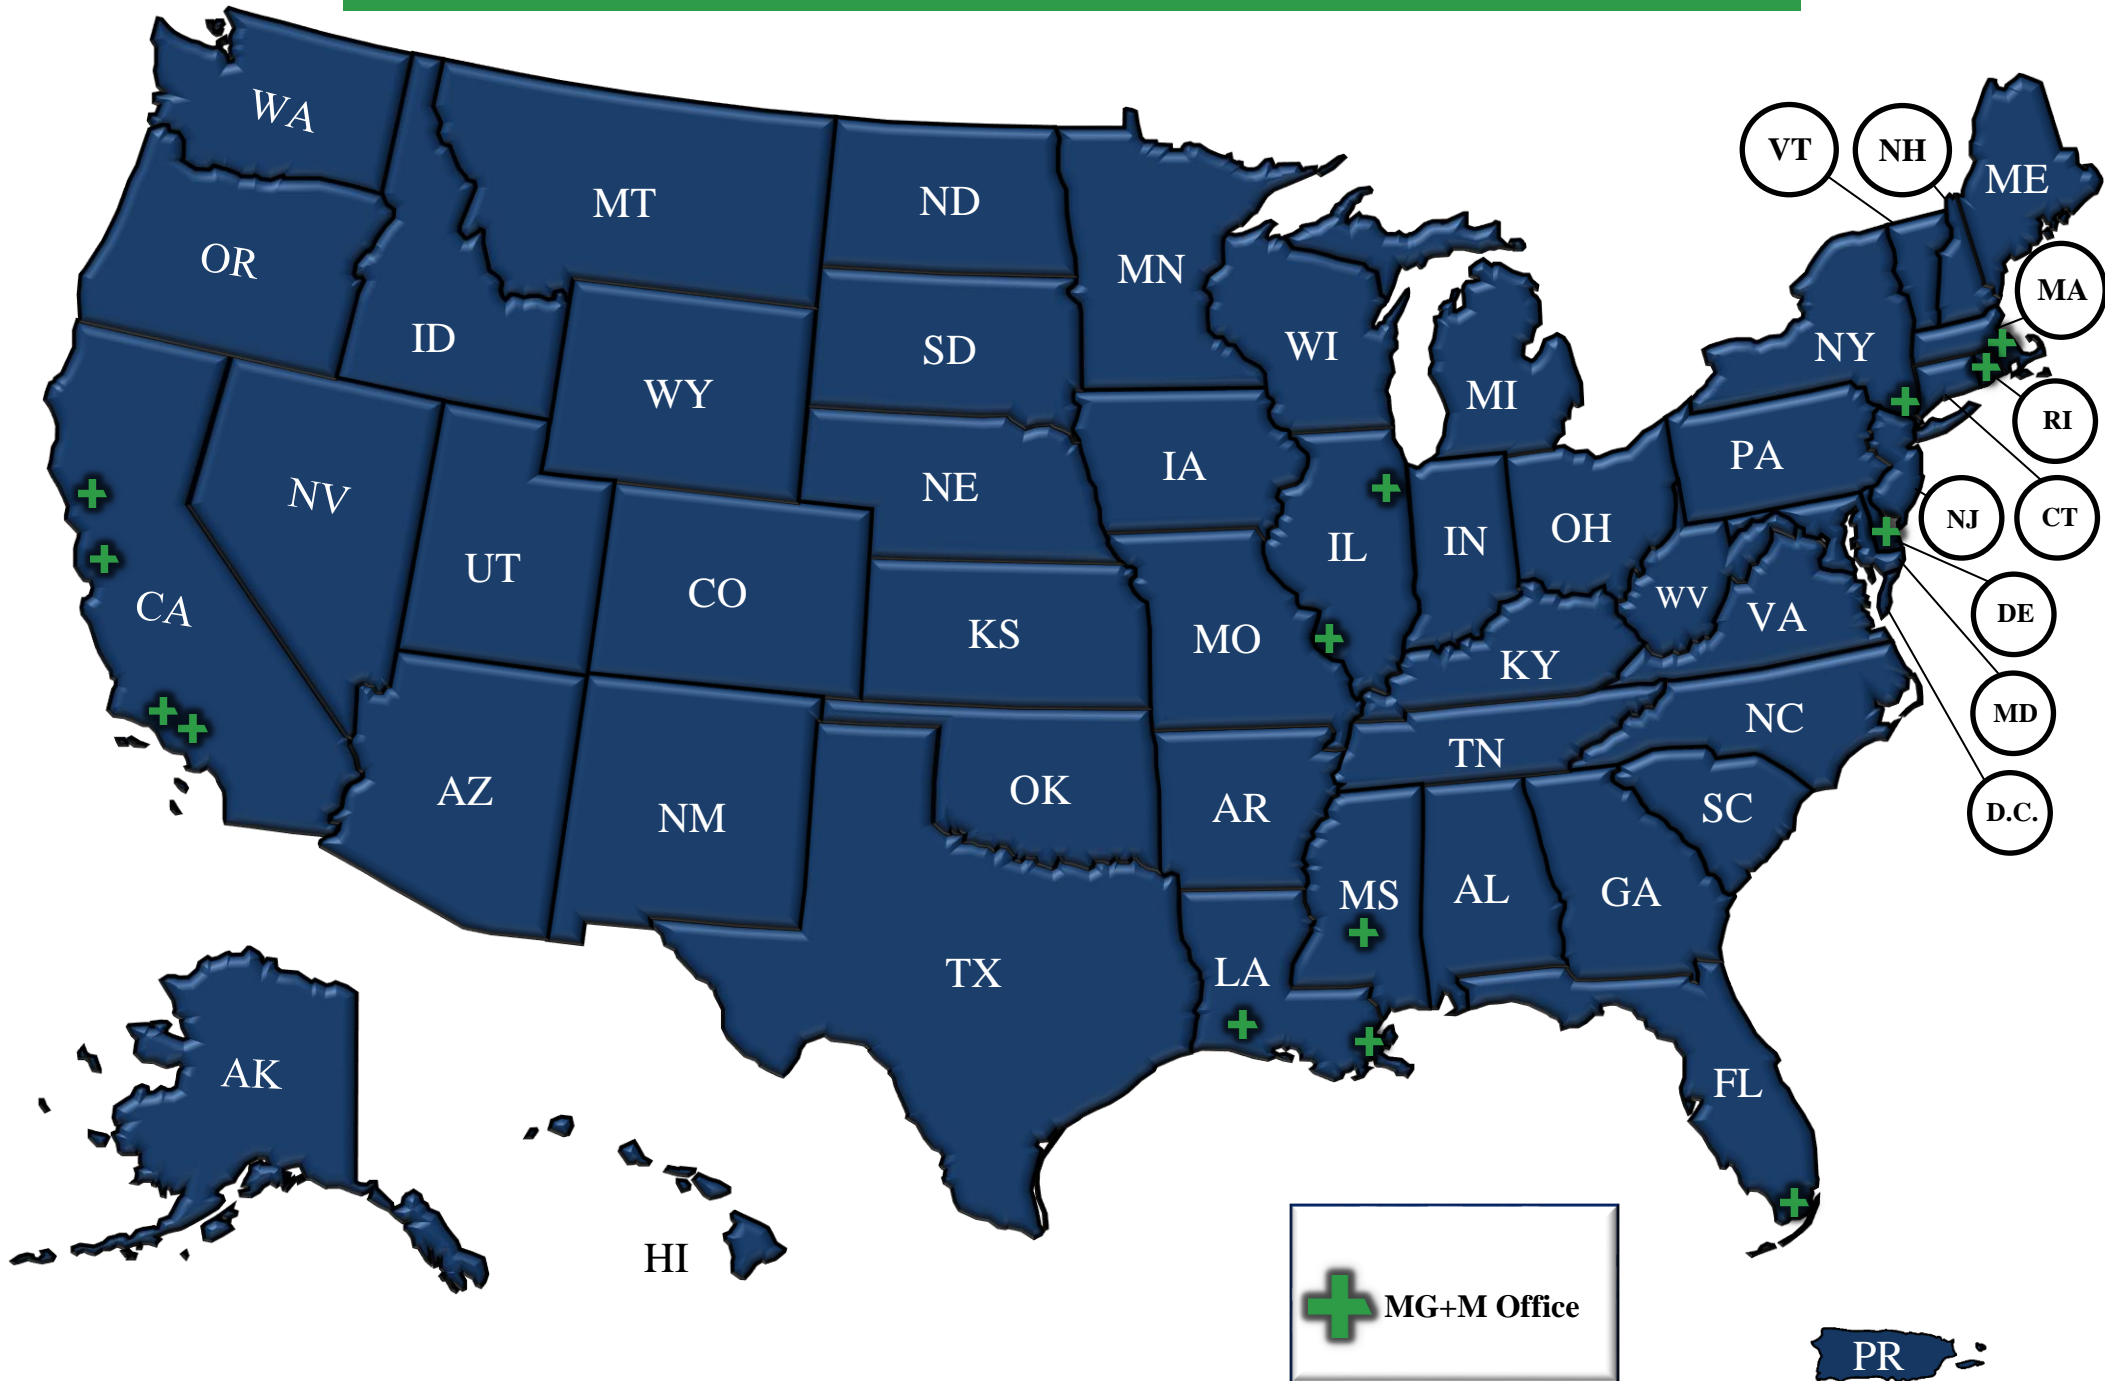 WA
MT
ND
MN
VT
NH
ME
OR
ID
WY
SD
WI
MI
NY
MA
RI
CT
NJ
PA
NV
UT
CO
NE
IA
IL
IN
OH
WV
VA
DE
MD
D.C.
CA
KS
MO
KY
NC
TN
AZ
NM
OK
AR
SC
MS
AL
GA
TX
LA
FL
AK
HI
MG+M Office
PR